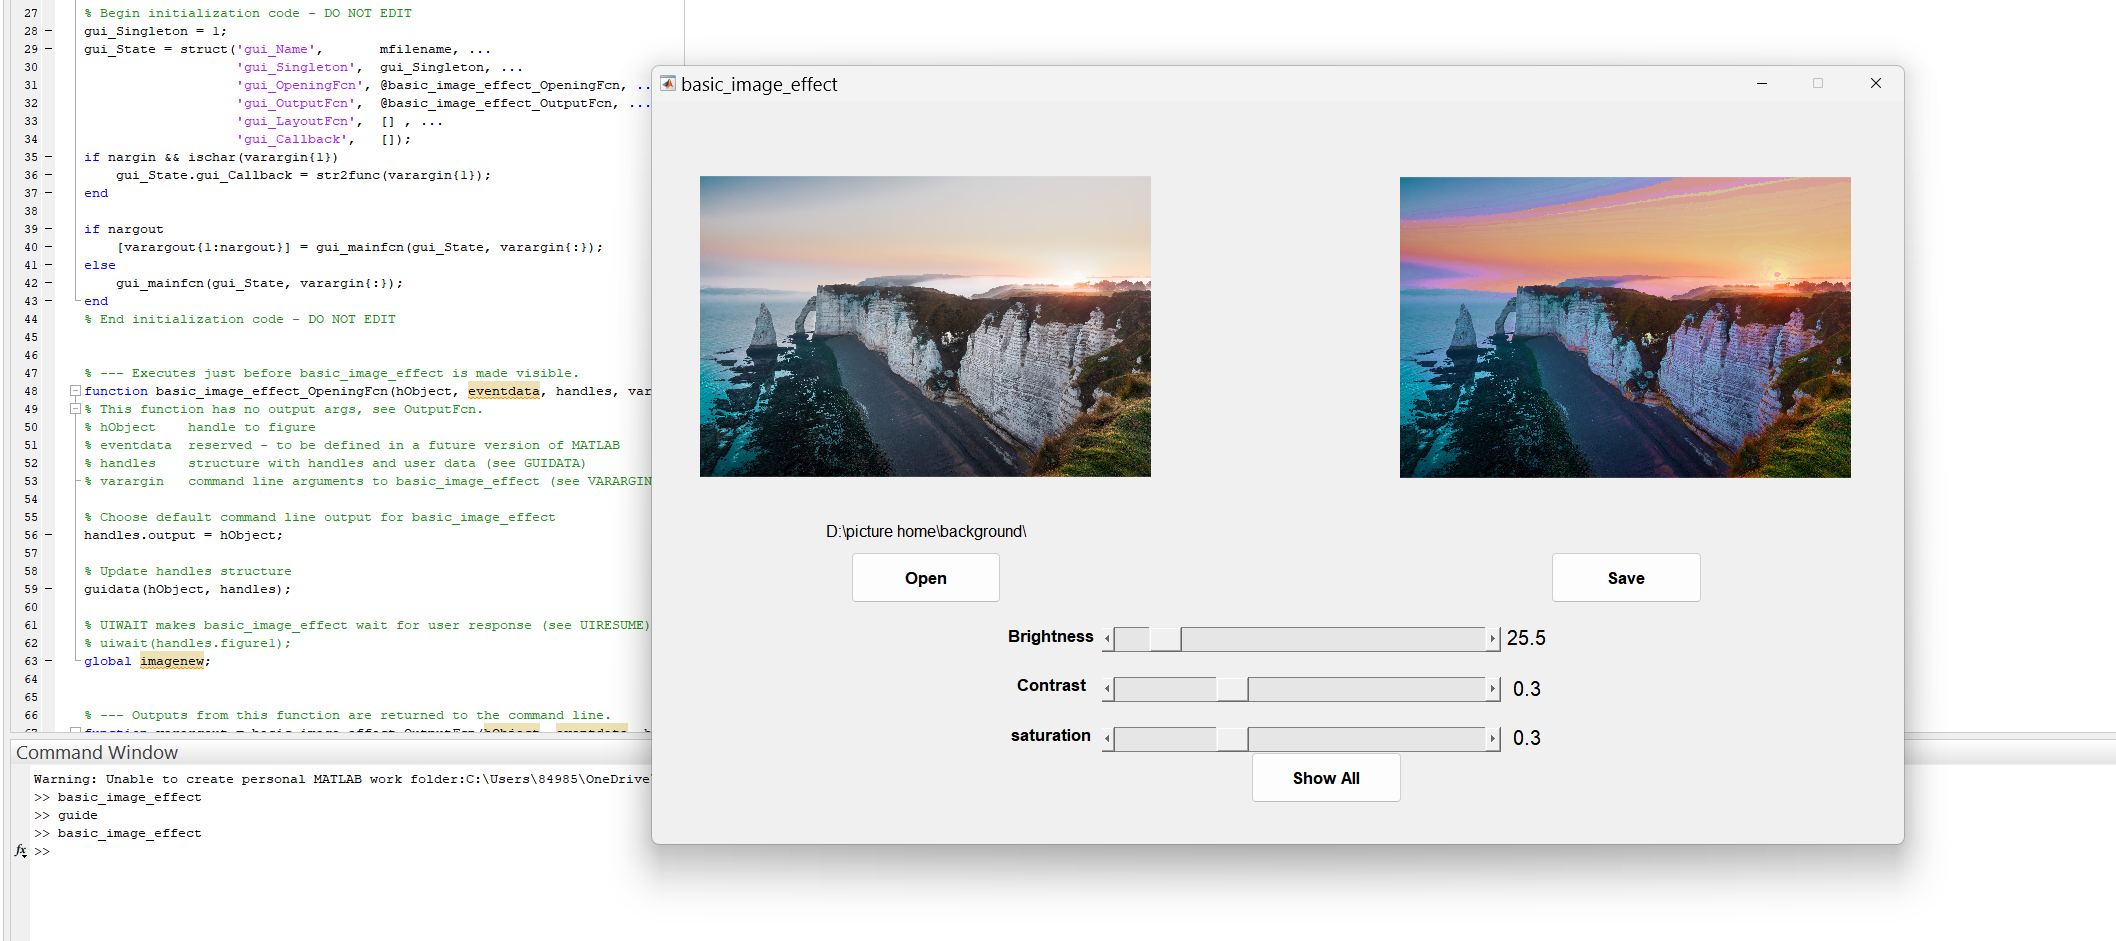 27 % Begin initialization code - DO NOT EDIT
28 - gui_Singleton = 1;
29 - gui_State = struct('gui_Name', mfilename, ...
30 'gui_Singleton', gui_Singleton, ...
31 'gui_OpeningFcn', @basic_image_effect_OpeningFcn, ..
32 'gui_OutputFcn', @basic_image_effect_OutputFcn, ...
33 'gui_LayoutFcn', [] , ...
34 'gui_Callback', []);
35 - if nargin && ischar(varargin{1})
36 - gui_State.gui_Callback = str2func(varargin{1});
37 - end
38
39 - if nargout
40 - [varargout{1:nargout}] = gui_mainfcn(gui_State, varargin{:});
41 - else
42 - gui_mainfcn(gui_State, varargin{:});
43 - end
44 % End initialization code - DO NOT EDIT
45
46
47 % --- Executes just before basic_image_effect is made visible.
48 function basic_image_effect_OpeningFcn(hObject, eventdata, handles, var
49 % This function has no output args, see OutputFcn.
50 % hObject handle to figure
51 % eventdata reserved - to be defined in a future version of MATLAB
52 % handles structure with handles and user data (see GUIDATA)
53 % varargin command line arguments to basic_image_effect (see VARARGIN
54
55 % Choose default command line output for basic_image_effect
56 - handles.output = hObject;
57
58 % Update handles structure
59 - guidata(hObject, handles);
60
61 % UIWAIT makes basic_image_effect wait for user response (see UIRESUME)
62 % uiwait(handles.figure1);
63 - global imagenew;
64
65
66 % --- Outputs from this function are returned to the command line.
Command Window
Warning: Unable to create personal MATLAB work folder:C:\Users\84985\OneDrive
>> basic_image_effect
>> guide
>> basic_image_effect
fx >>
basic_image_effect
D:\picture home\background\
Open
Save
Brightness 25.5
Contrast 0.3
saturation 0.3
Show All